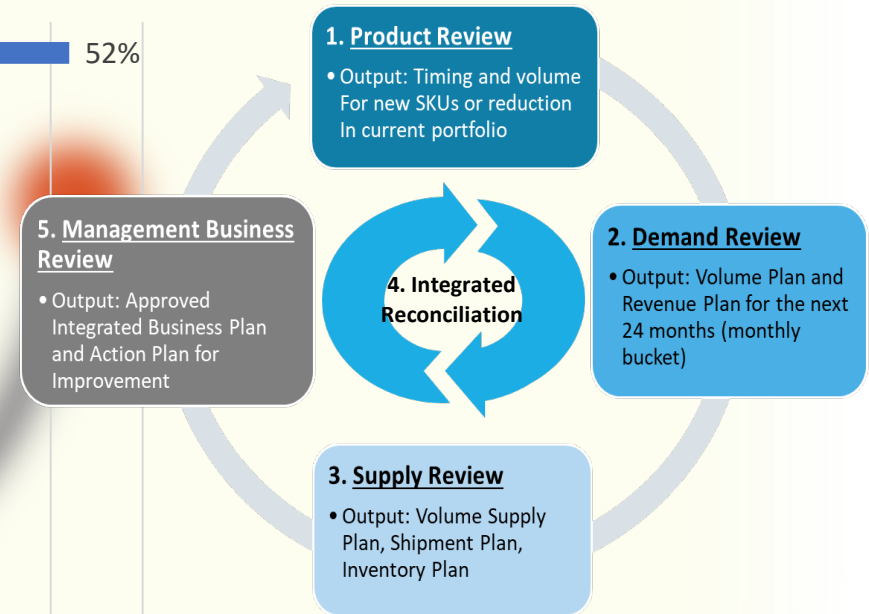 52%
1. Product Review
• Output: Timing and volume
For new SKUs or reduction
In current portfolio
2. Demand Review
• Output: Volume Plan and
Revenue Plan for the next
24 months (monthly
bucket)
3. Supply Review
• Output: Volume Supply
Plan, Shipment Plan,
Inventory Plan
4. Integrated
Reconciliation
5. Management Business
Review
• Output: Approved
Integrated Business Plan
and Action Plan for
Improvement